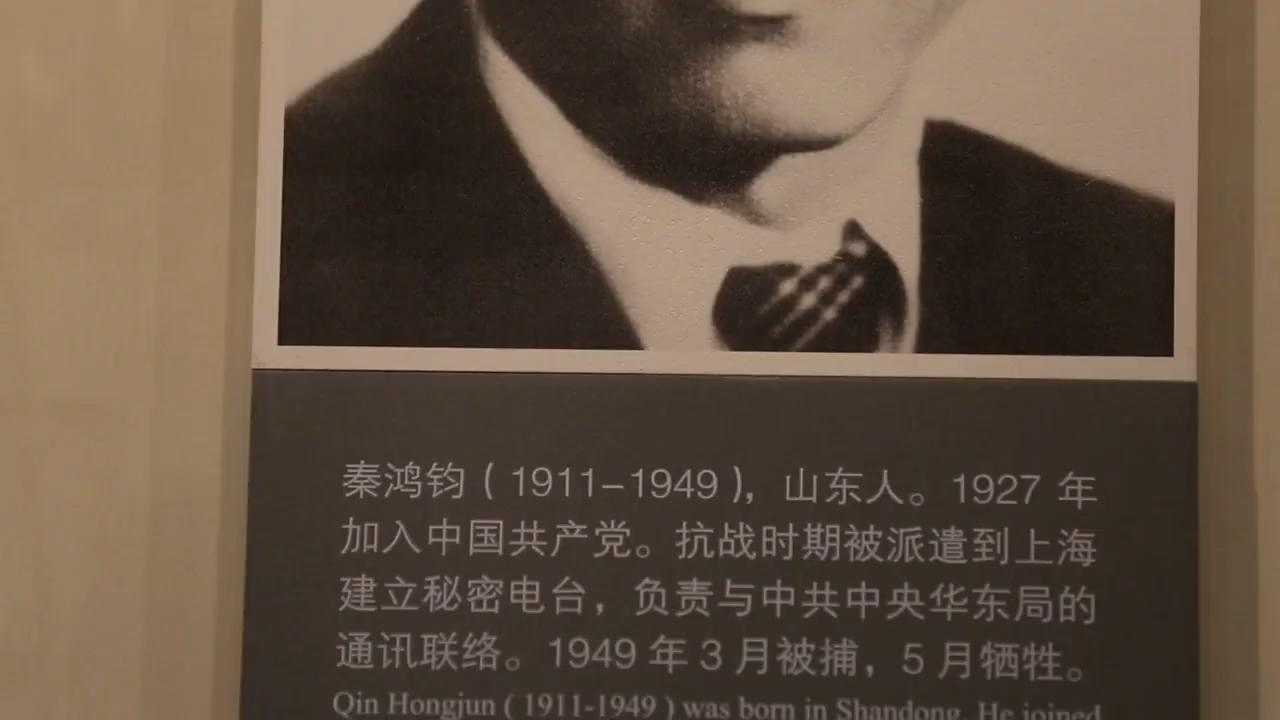 秦鸿钧（1911–1949），山东人。1927 年
加入中国共产党。抗战时期被派遣到上海
建立秘密电台，负责与中共中央华东局的
通讯联络。1949 年 3 月被捕，5 月牺牲。
Qin Hongjun ( 1911-1949 ) was born in Shandong. He joined